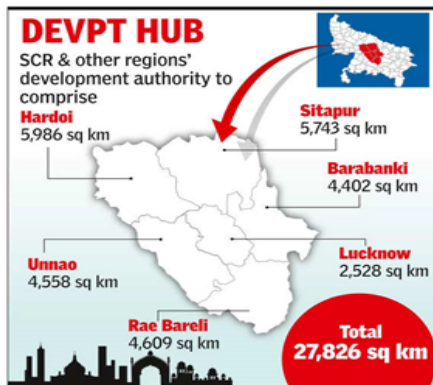 DEVPT HUB
SCR & other regions'
development authority to
comprise
Hardoi
5,986 sq km
Sitapur
5,743 sq km
Barabanki
4,402 sq km
Unnao
4,558 sq km
Lucknow
2,528 sq km
Rae Bareli
4,609 sq km
Total
27,826 sq km